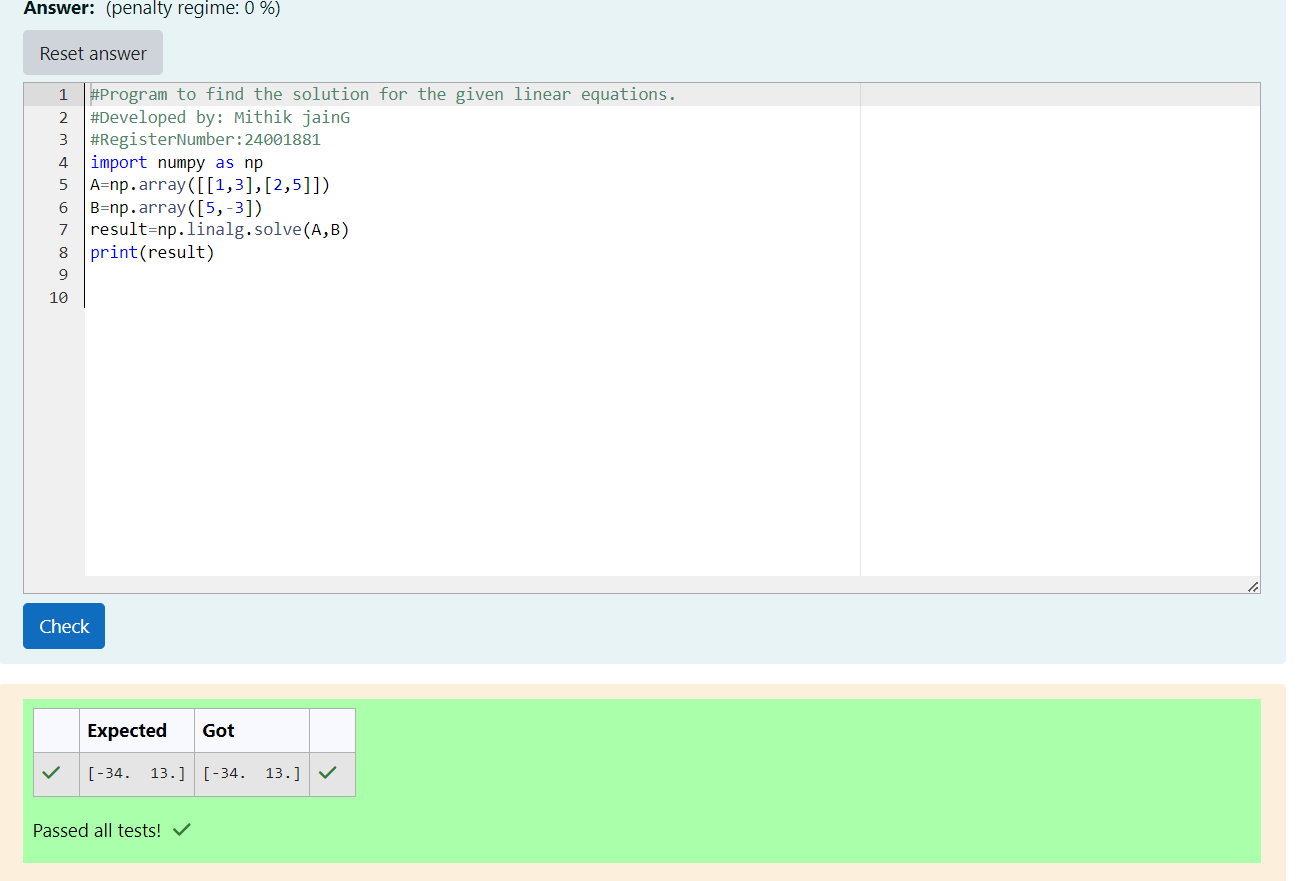 Answer: (penalty regime: 0 %)
Reset answer
1 #Program to find the solution for the given linear equations.
2 #Developed by: Mithik jainG
3 #RegisterNumber:24001881
4 import numpy as np
5 A=np.array([[1,3],[2,5]])
6 B=np.array([5,-3])
7 result=np.linalg.solve(A,B)
8 print(result)
9
10
Check
Expected Got
[-34.  13.] [-34.  13.]
Passed all tests!